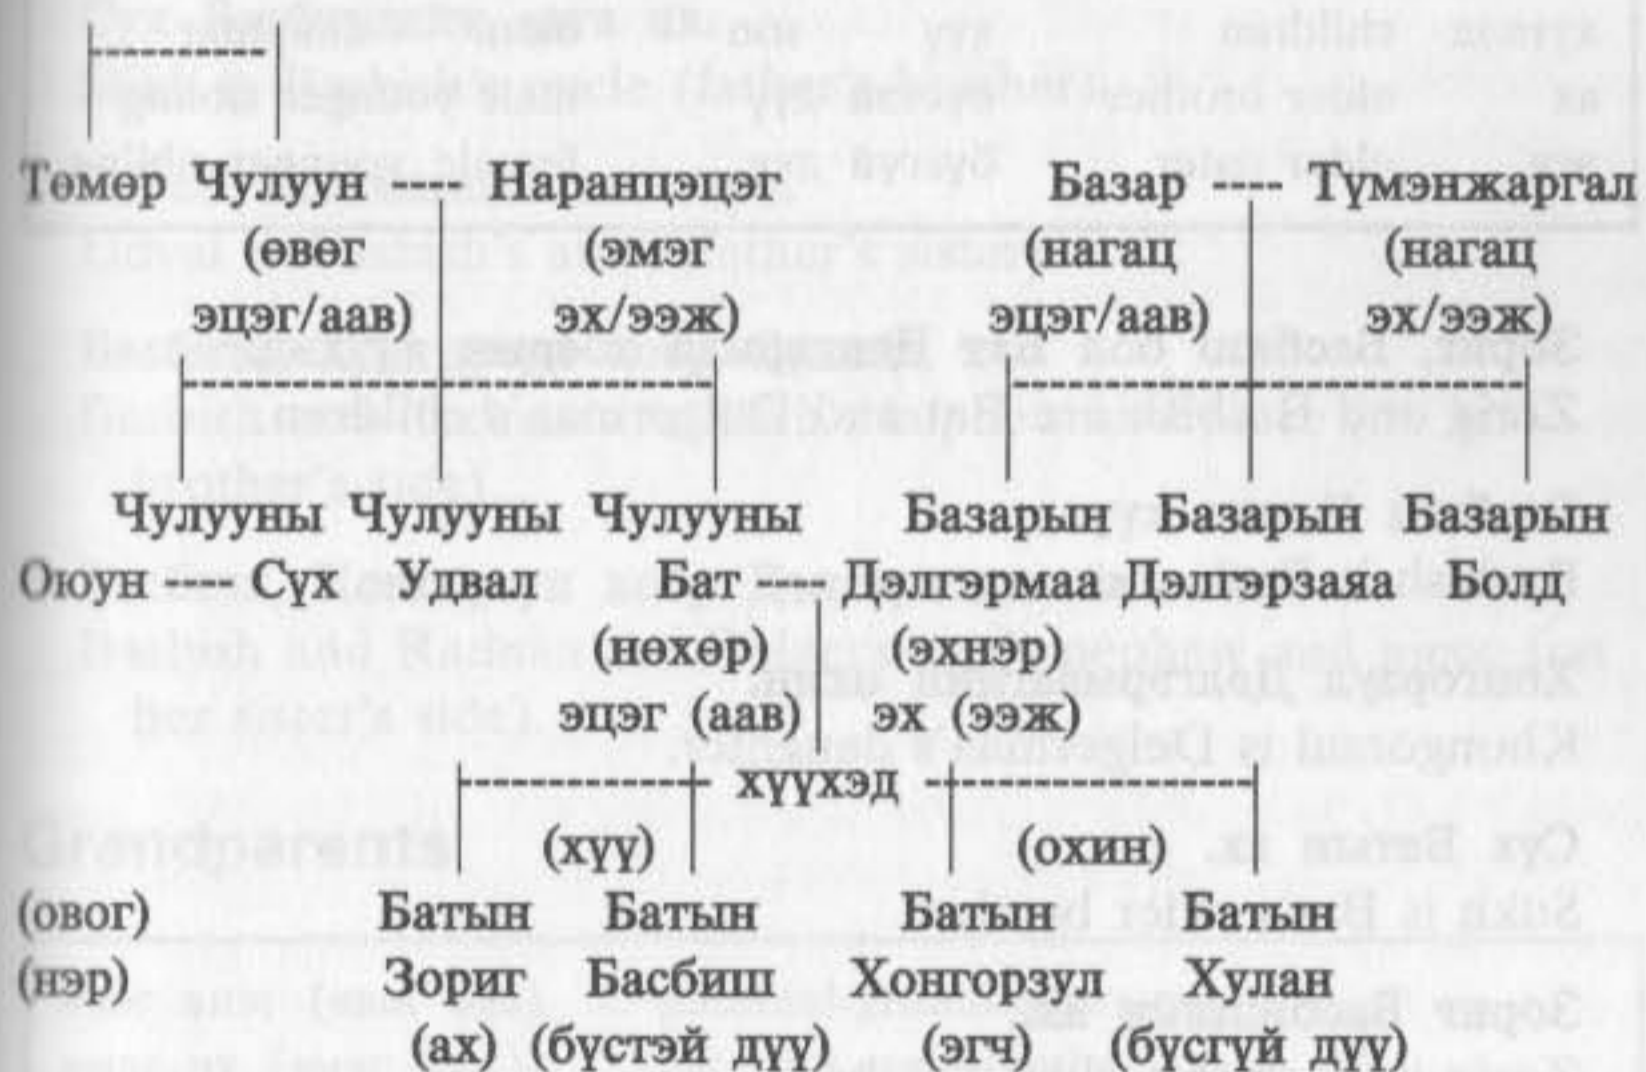 Төмөр Чулуун ---- Наранцэцэг Базар ---- Түмэнжаргал
(өвөг (эмэг (нагац (нагац
эцэг/аав) эх/ээж) эцэг/аав) эх/ээж)
Чулууны Чулууны Чулууны Базарын Базарын Базарын
Оюун ---- Сүх Удвал Бат ---- Дэлгэрмаа Дэлгэрзаяа Болд
(нөхөр) (эхнэр)
эцэг (аав) эх (ээж)
хүүхэд
(хүү) (охин)
(овог) Батын Батын Батын Батын
(нэр) Зориг Басбиш Хонгорзул Хулан
(ах) (бүстэй дүү) (эгч) (бүсгүй дүү)